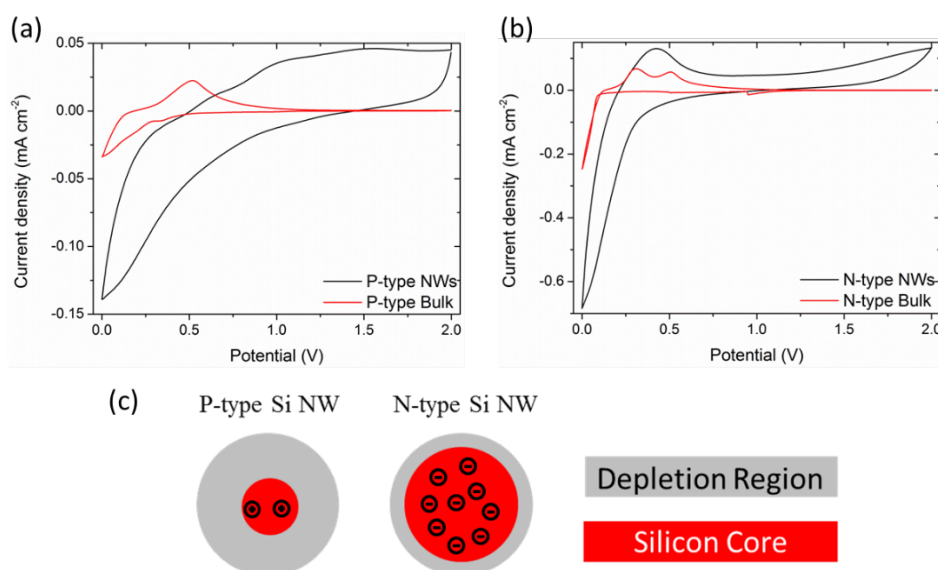 (a)
0.05
0.00
-0.05
-0.10
-0.15
Current density (mA cm⁻²)
P-type NWs
P-type Bulk
0.0
0.5
1.0
1.5
2.0
Potential (V)
(b)
0.0
-0.2
-0.4
-0.6
Current density (mA cm⁻²)
N-type NWs
N-type Bulk
0.0
0.5
1.0
1.5
2.0
Potential (V)
(c)
P-type Si NW
N-type Si NW
Depletion Region
Silicon Core